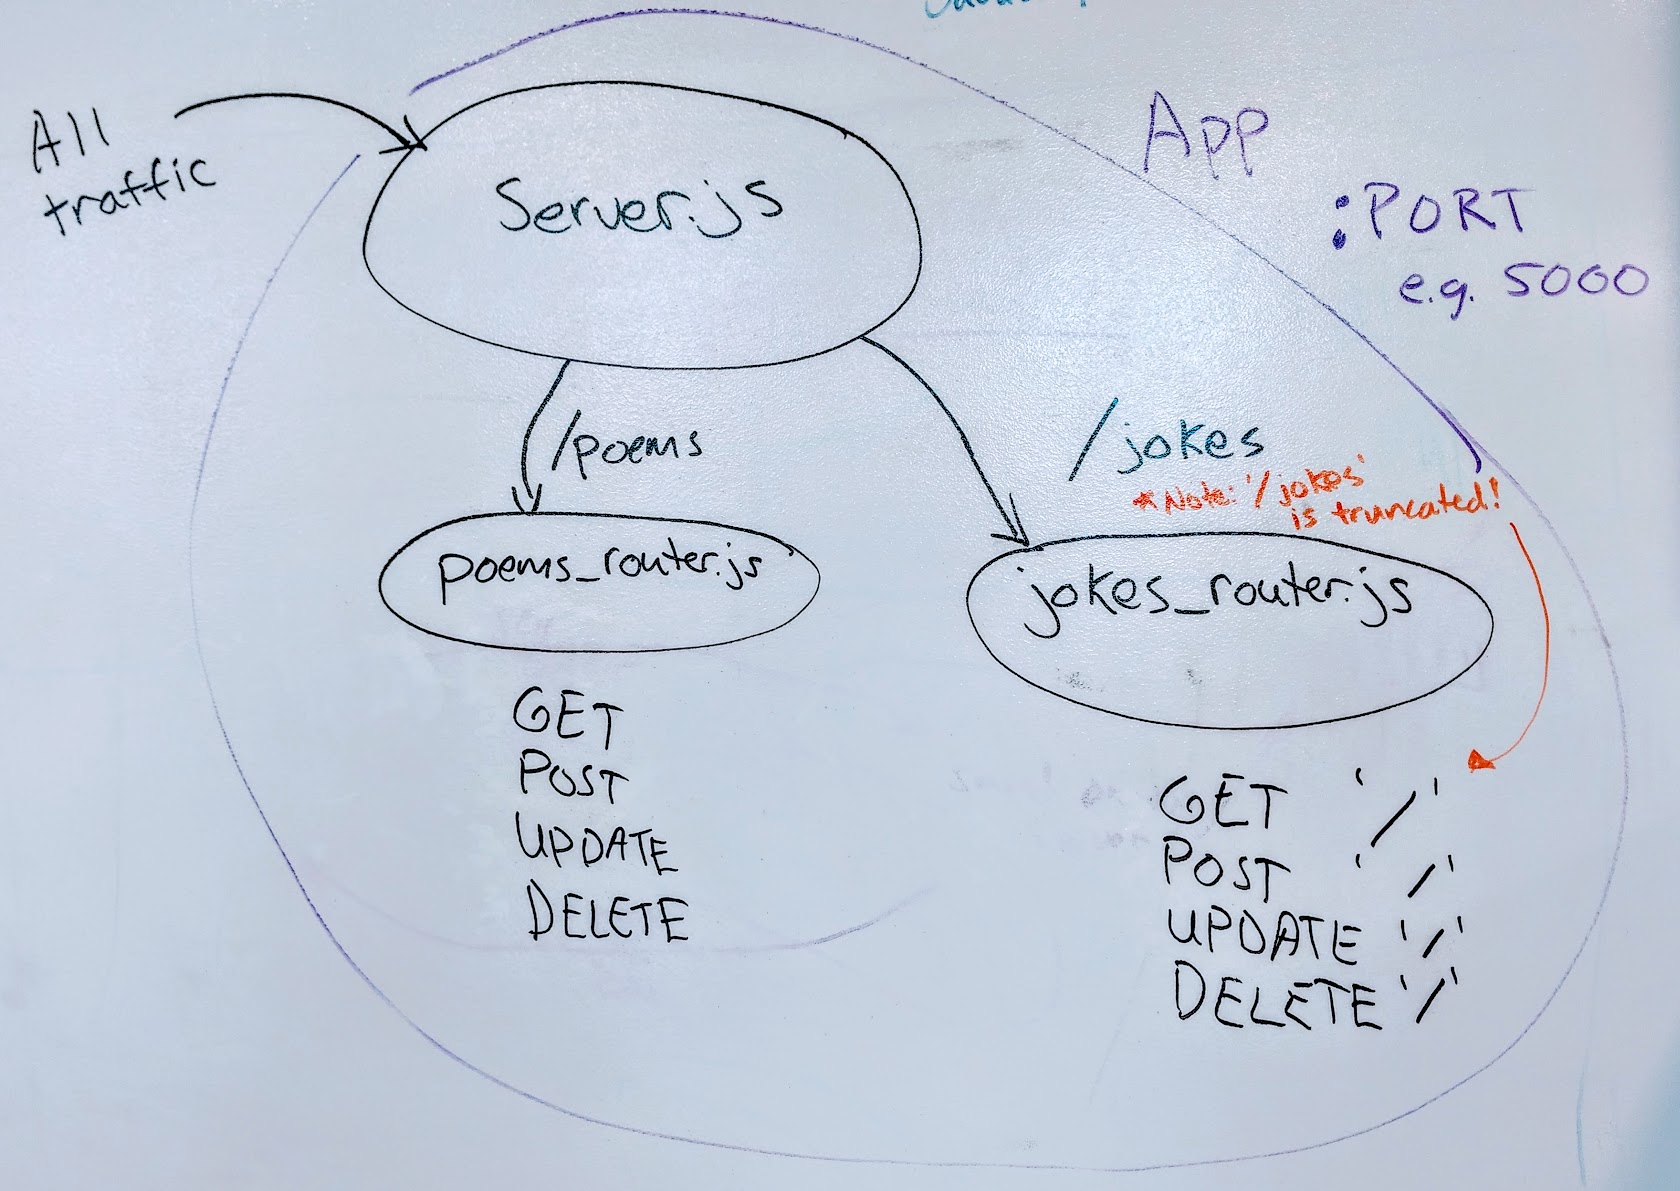 All
traffic
Server.js
App
:PORT
e.g. 5000
/poems
/jokes
*Note: '/jokes'
is truncated!
poems_router.js
jokes_router.js
GET
POST
UPDATE
DELETE
GET '/'
POST '/'
UPDATE '/'
DELETE '/'